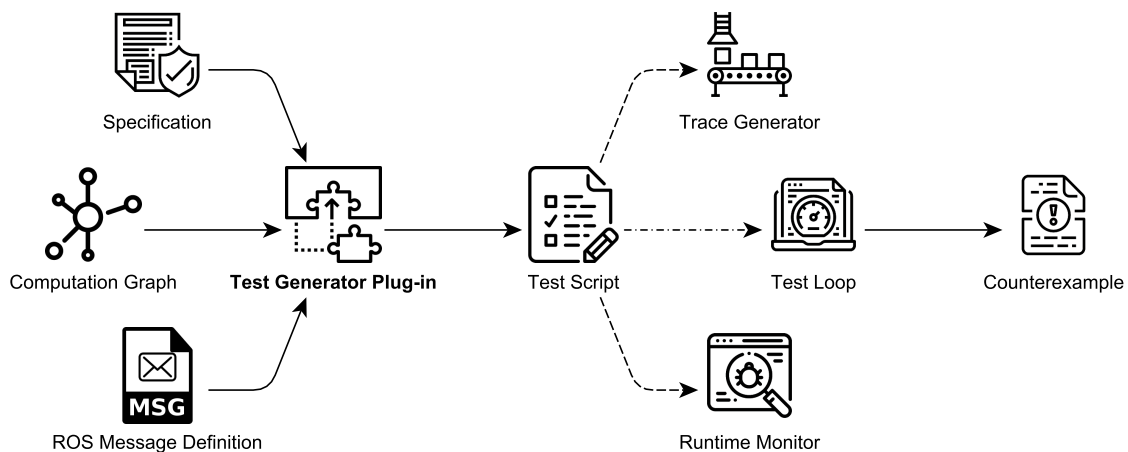 Specification
Trace Generator
Computation Graph
Test Generator Plug-in
Test Script
Test Loop
Counterexample
MSG
ROS Message Definition
Runtime Monitor